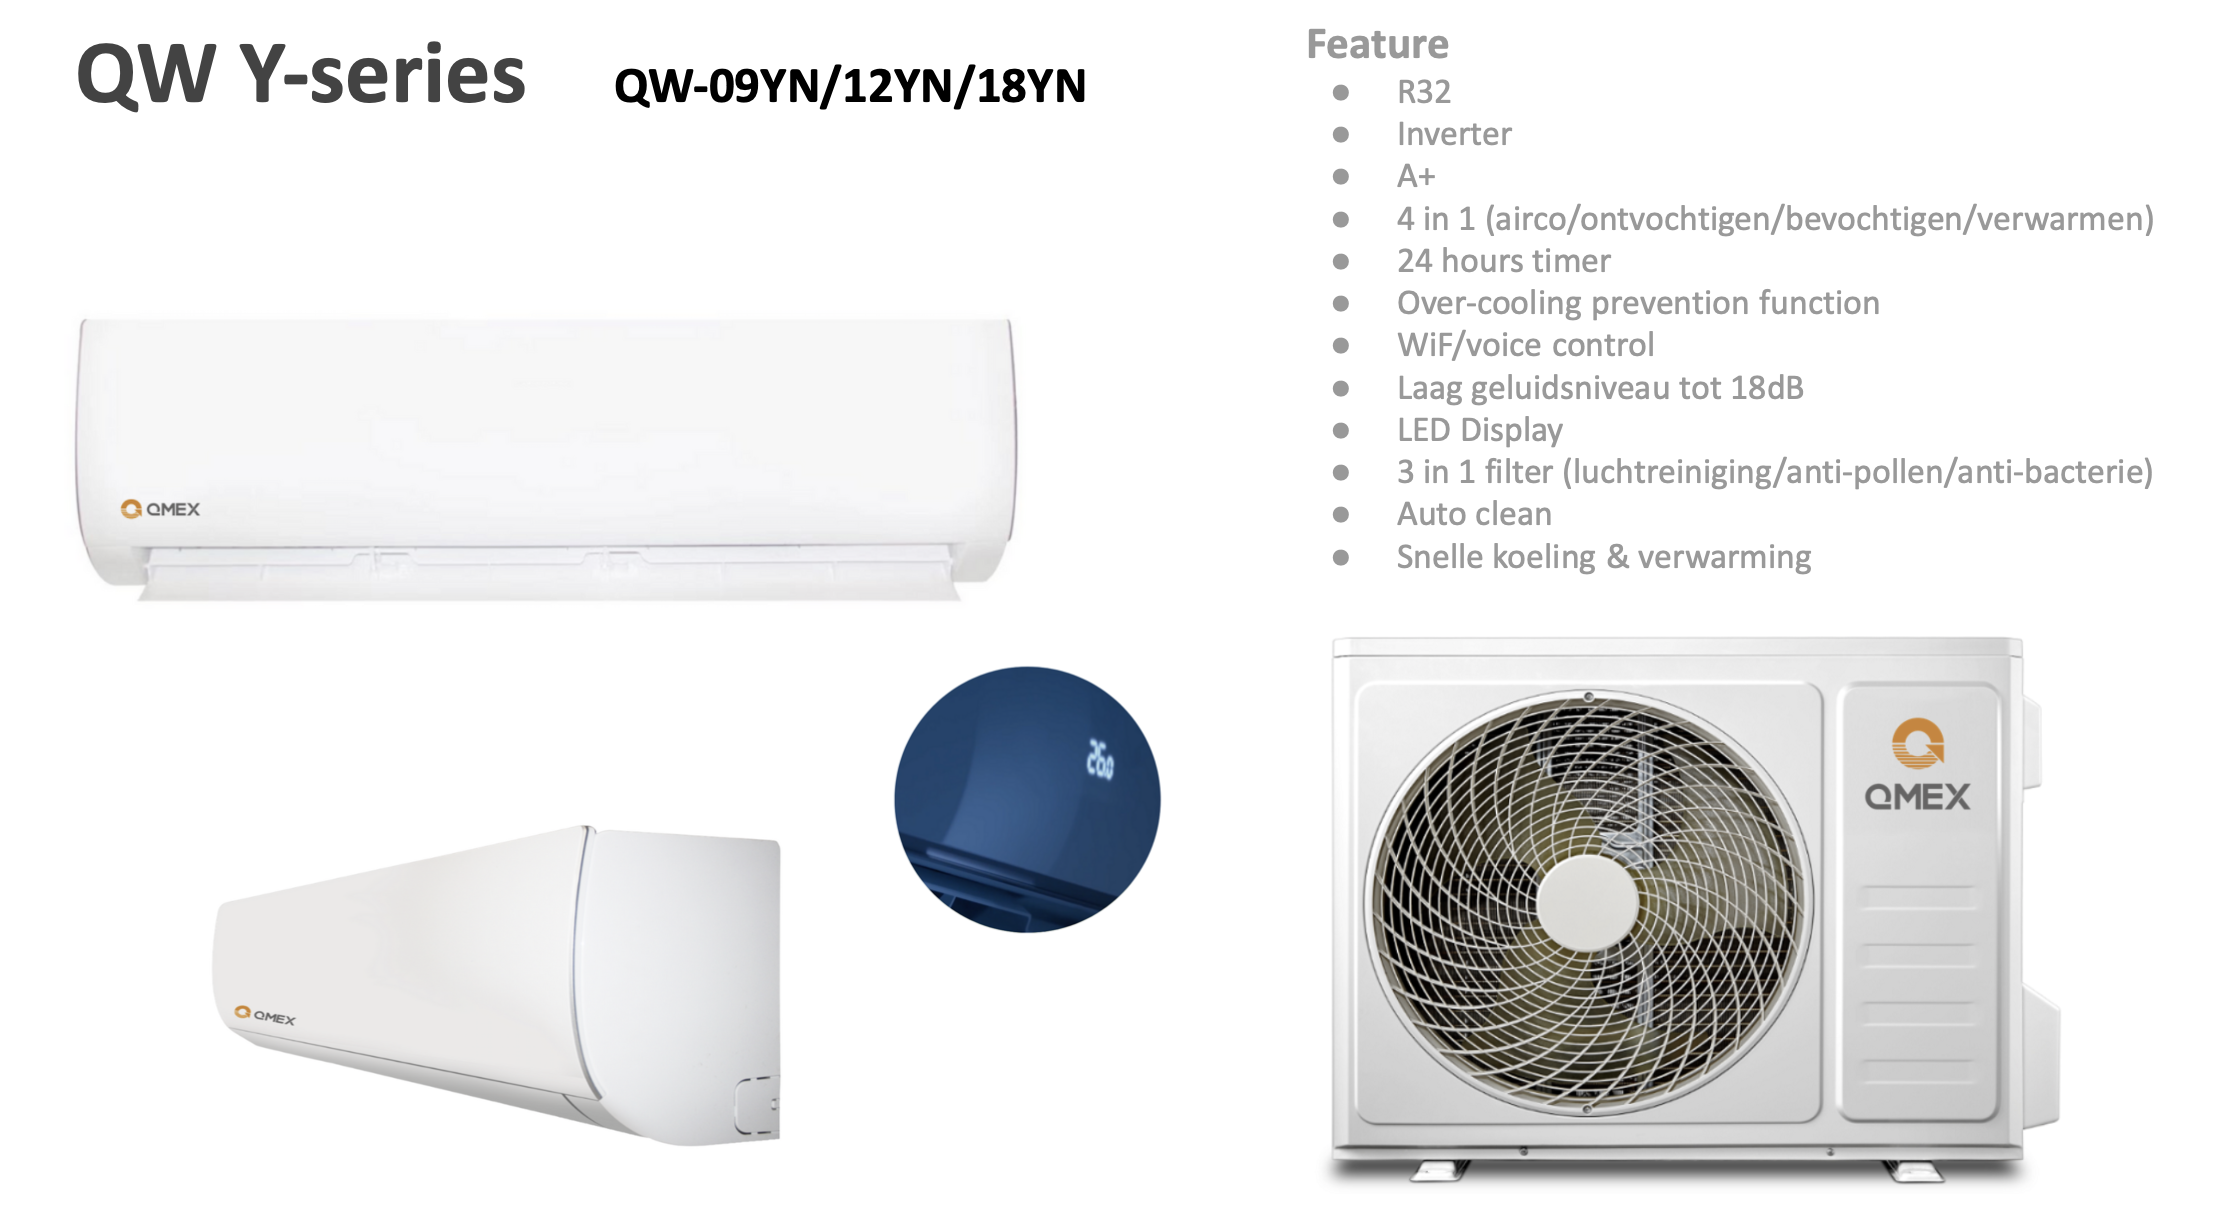 QW Y-series
QW-09YN/12YN/18YN
Feature
● R32
● Inverter
● A+
● 4 in 1 (airco/ontvochtigen/bevochtigen/verwarmen)
● 24 hours timer
● Over-cooling prevention function
● WiF/voice control
● Laag geluidsniveau tot 18dB
● LED Display
● 3 in 1 filter (luchtreiniging/anti-pollen/anti-bacterie)
● Auto clean
● Snelle koeling & verwarming
QMEX
26.0
QMEX
QMEX